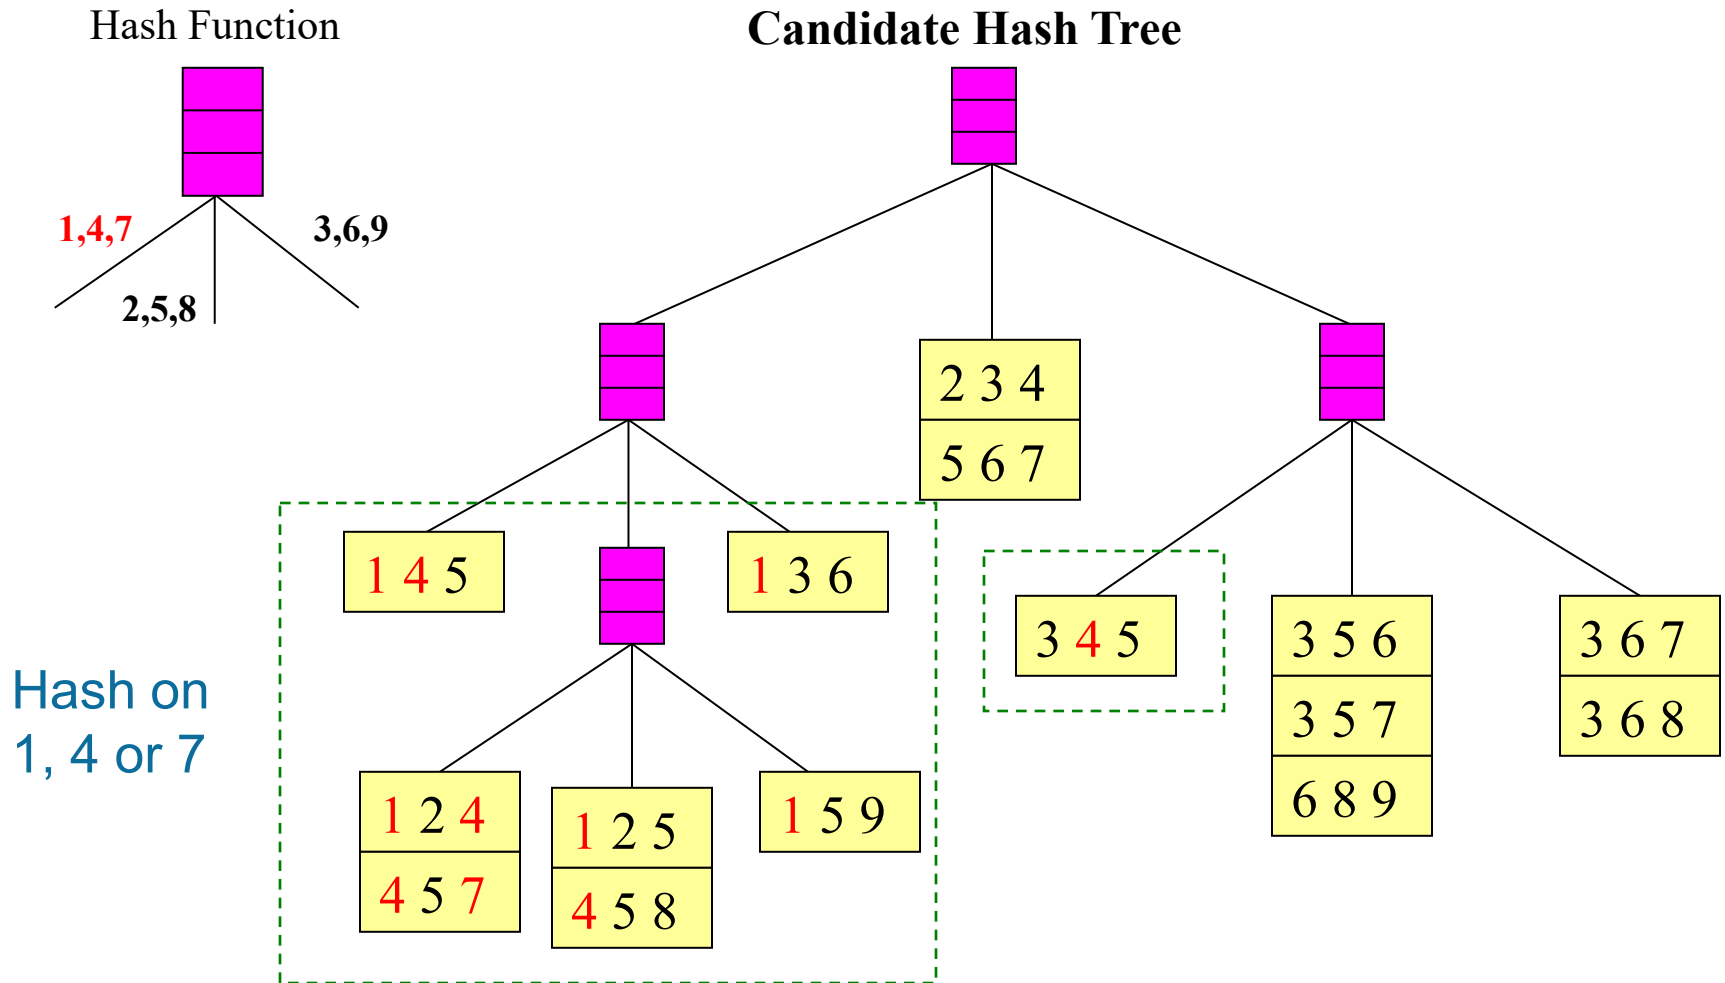 Hash Function
Candidate Hash Tree
1,4,7
3,6,9
2,5,8
2 3 4
5 6 7
1 4 5
1 3 6
3 4 5
3 5 6
3 6 7
3 5 7
3 6 8
6 8 9
Hash on
1, 4 or 7
1 2 4
1 2 5
1 5 9
4 5 7
4 5 8